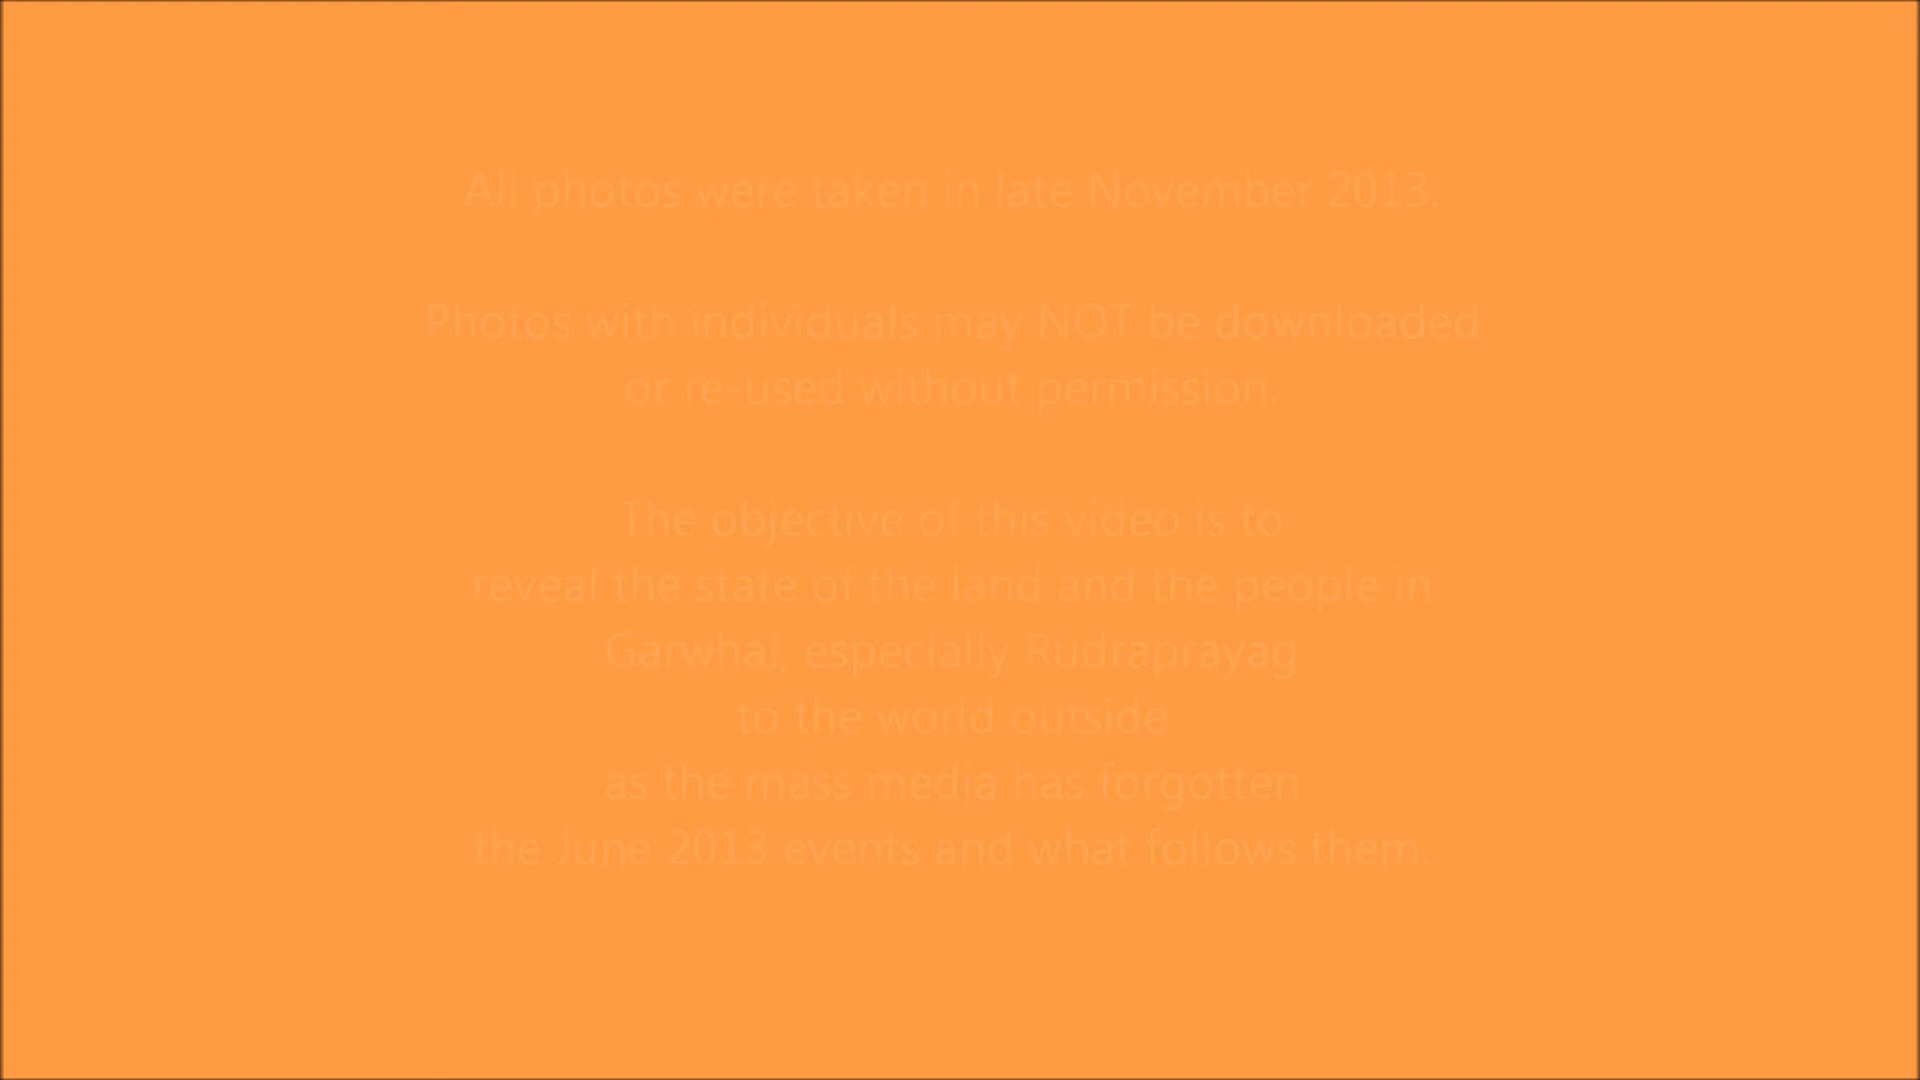 All photos were taken in late November 2013.
Photos with individuals may NOT be downloaded
or re-used without permission.
The objective of this video is to
reveal the state of the land and the people in
Garwhal, especially Rudraprayag
to the world outside
as the mass media has forgotten
the June 2013 events and what follows them.